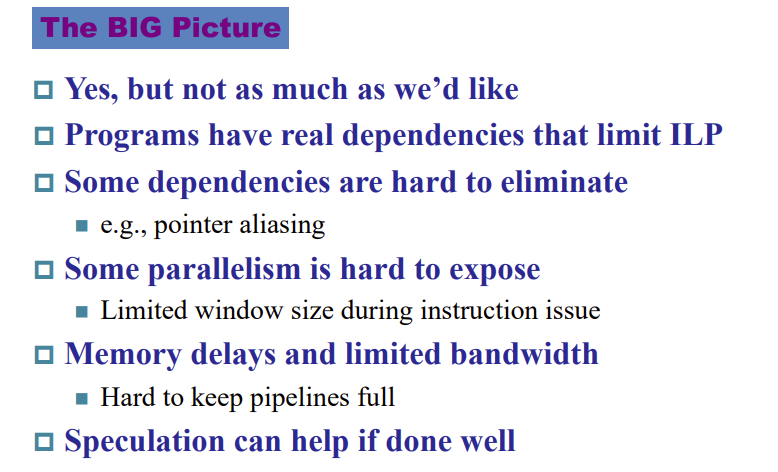 The BIG Picture
Yes, but not as much as we’d like
Programs have real dependencies that limit ILP
Some dependencies are hard to eliminate
e.g., pointer aliasing
Some parallelism is hard to expose
Limited window size during instruction issue
Memory delays and limited bandwidth
Hard to keep pipelines full
Speculation can help if done well